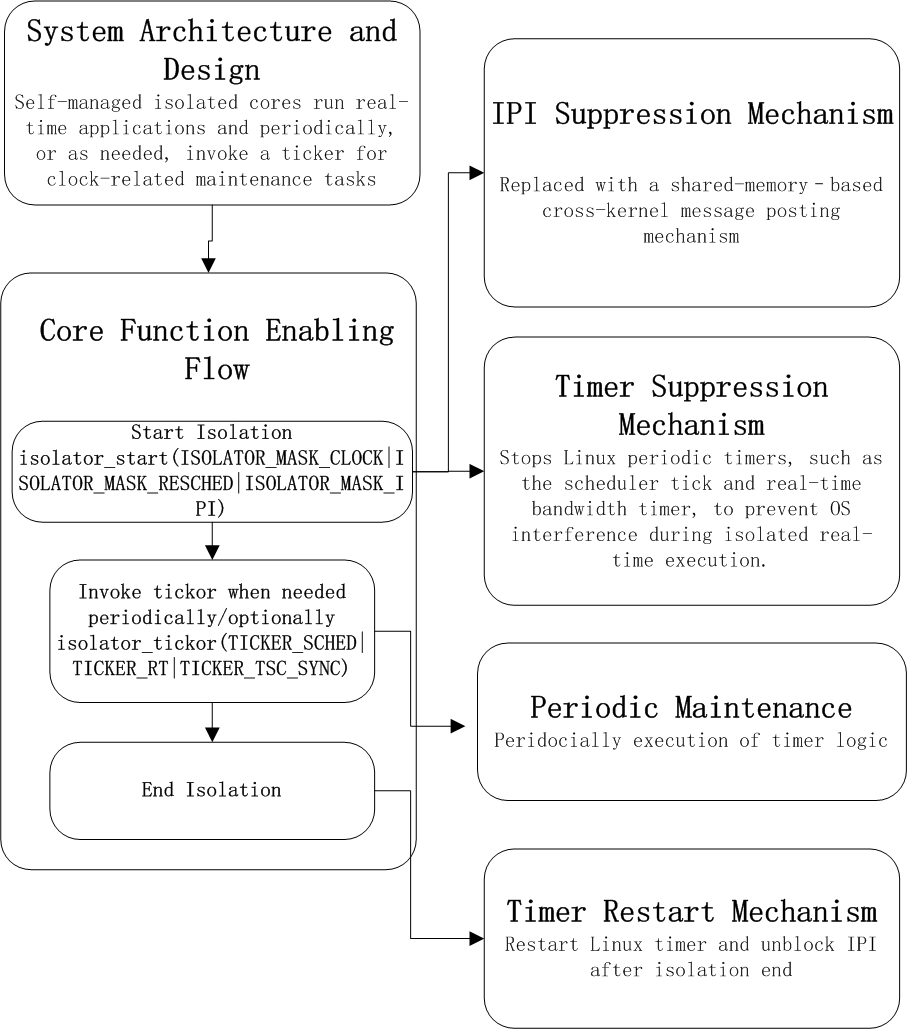 System Architecture and
Design
Self-managed isolated cores run real-
time applications and periodically,
or as needed, invoke a ticker for
clock-related maintenance tasks
Core Function Enabling
Flow
Start Isolation
isolator_start(ISOLATOR_MASK_CLOCK|I
SOLATOR_MASK_RESCHED|ISOLATOR_MASK_I
PI)
Invoke tickor when needed
periodically/optionally
isolator_tickor(TICKER_SCHED|
TICKER_RT|TICKER_TSC_SYNC)
End Isolation
IPI Suppression Mechanism
Replaced with a shared-memory–based
cross-kernel message posting
mechanism
Timer Suppression
Mechanism
Stops Linux periodic timers, such as
the scheduler tick and real-time
bandwidth timer, to prevent OS
interference during isolated real-
time execution.
Periodic Maintenance
Peridocially execution of timer logic
Timer Restart Mechanism
Restart Linux timer and unblock IPI
after isolation end